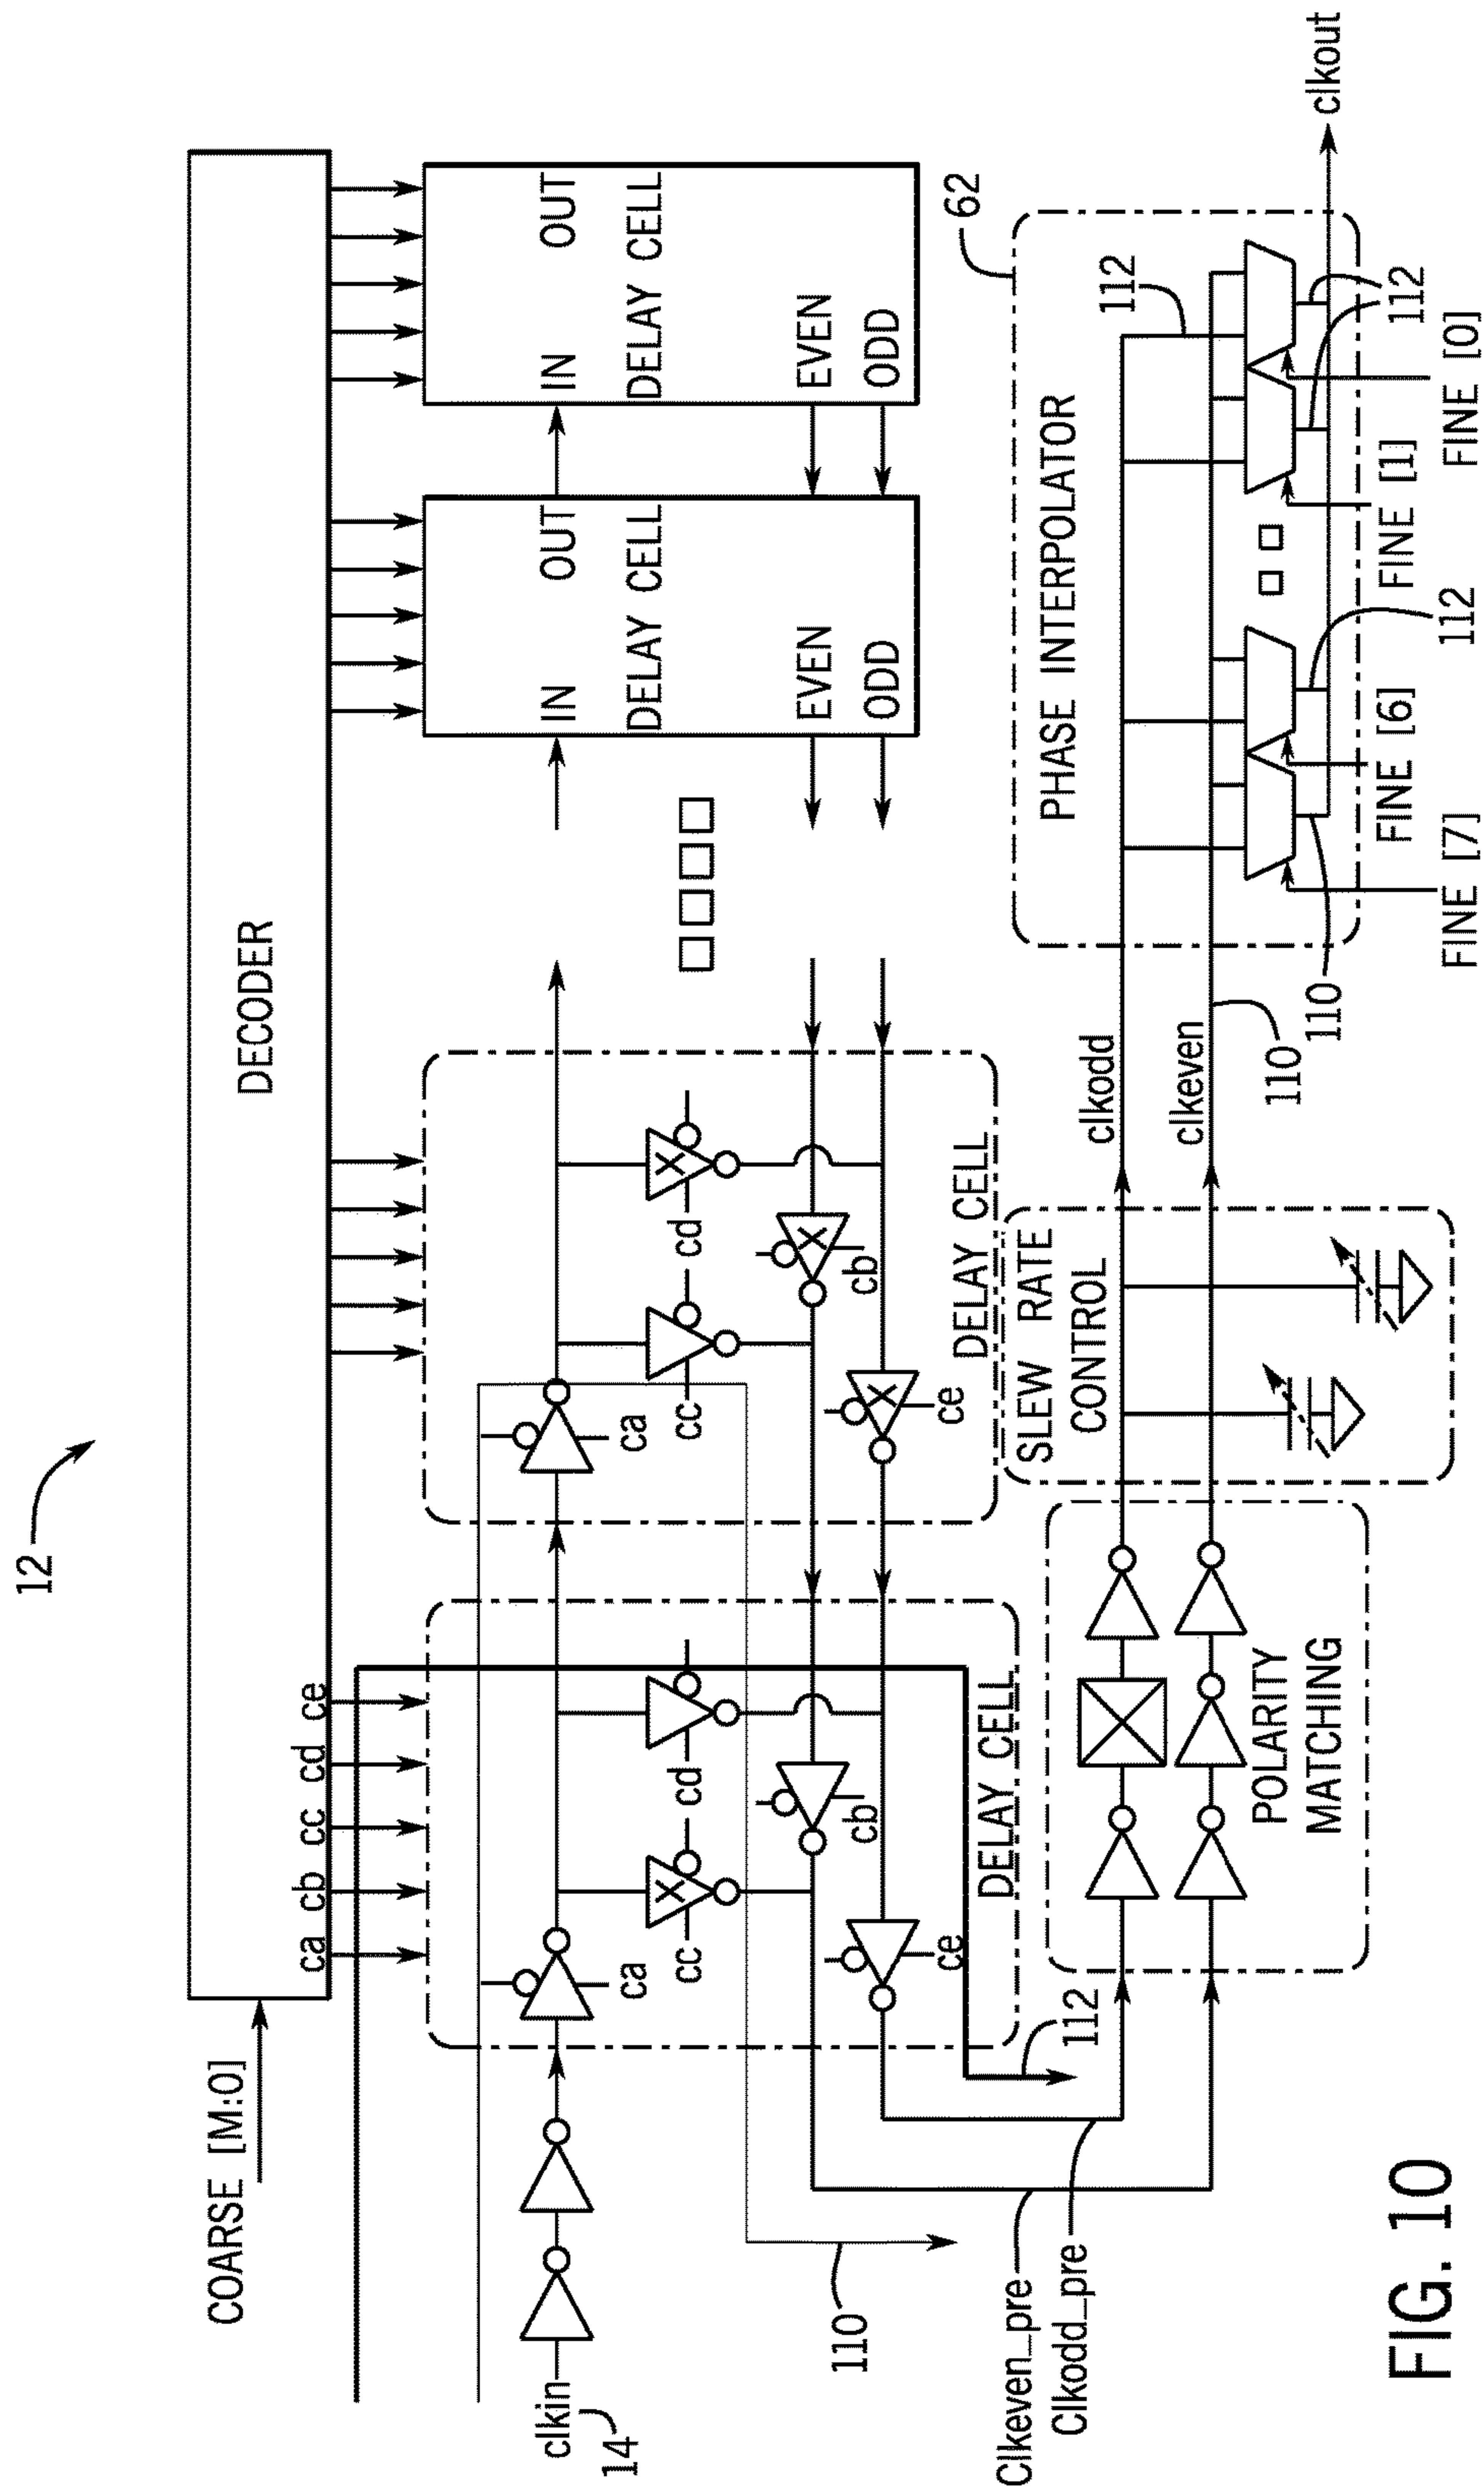 12
COARSE [M:0]
DECODER
ca
cb
cc
cd
ce
clkin
14
ca
cc
cd
cb
ce
DELAY CELL
ca
cc
cd
cb
ce
DELAY CELL
IN
OUT
DELAY CELL
EVEN
ODD
IN
OUT
DELAY CELL
EVEN
ODD
110
112
Clkeven_pre
Clkodd_pre
POLARITY
MATCHING
SLEW RATE
CONTROL
clkodd
clkeven
110
110
62
PHASE INTERPOLATOR
112
112
112
FINE [7]
FINE [6]
FINE [1]
FINE [0]
clkout
FIG. 10